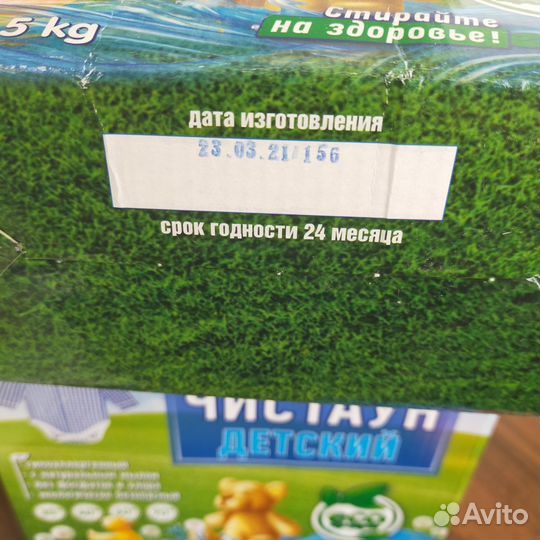 5 kg
Стирайте
на здоровье!
дата изготовления
23.03.21 156
срок годности 24 месяца
ЧИСТАУН
ДЕТСКИЙ
Avito